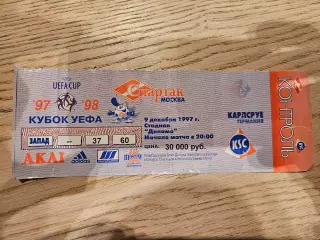 UEFA CUP
'97 '98
КУБОК УЕФА
ЗАПАД -- 37 60
AKAI adidas
Спартак
МОСКВА
9 декабря 1997 г.
Стадион
"Динамо"
Начало матча в 20:00
ЦЕНА: 30 000 руб.
КАРЛСРУЕ
ГЕРМАНИЯ
KSC
КОНТРОЛЬ